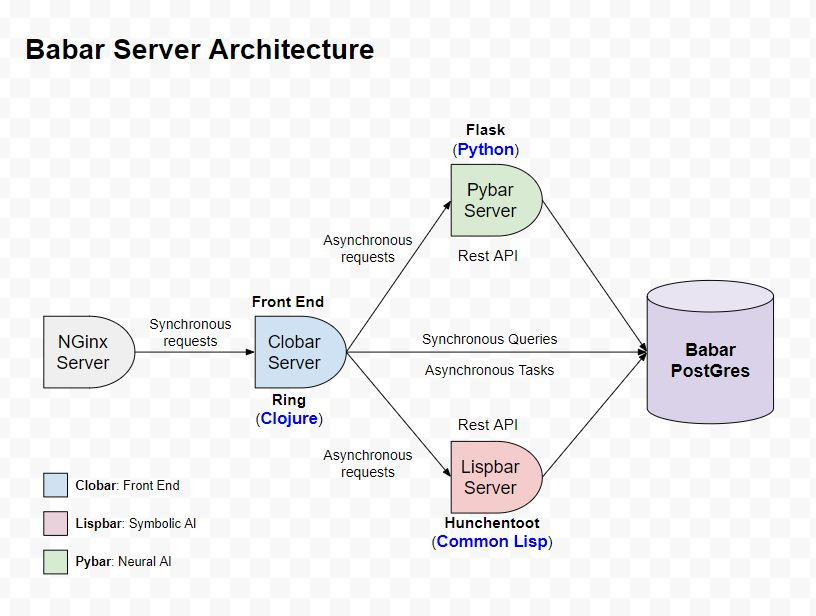 Babar Server Architecture
Flask
(Python)
Pybar
Server
Rest API
Asynchronous
requests
Front End
Synchronous
requests
NGinx
Server
Clobar
Server
Ring
(Clojure)
Synchronous Queries
Asynchronous Tasks
Babar
PostGres
Asynchronous
requests
Rest API
Lispbar
Server
Hunchentoot
(Common Lisp)
Clobar: Front End
Lispbar: Symbolic AI
Pybar: Neural AI